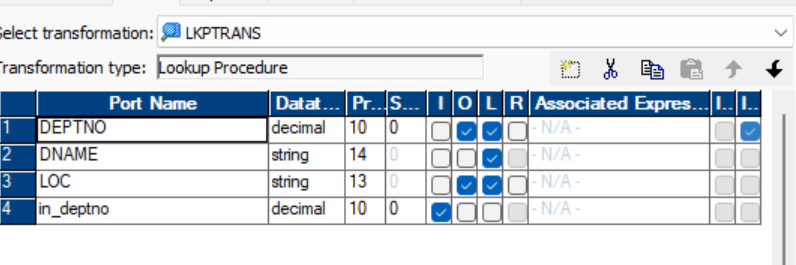 Select transformation: LKPTRANS
Transformation type: Lookup Procedure
Port Name Datat... Pr... S... I O L R Associated Expres... I.. I..
1 DEPTNO decimal 10 0 - N/A -
2 DNAME string 14 0 - N/A -
3 LOC string 13 0 - N/A -
4 in_deptno decimal 10 0 - N/A -